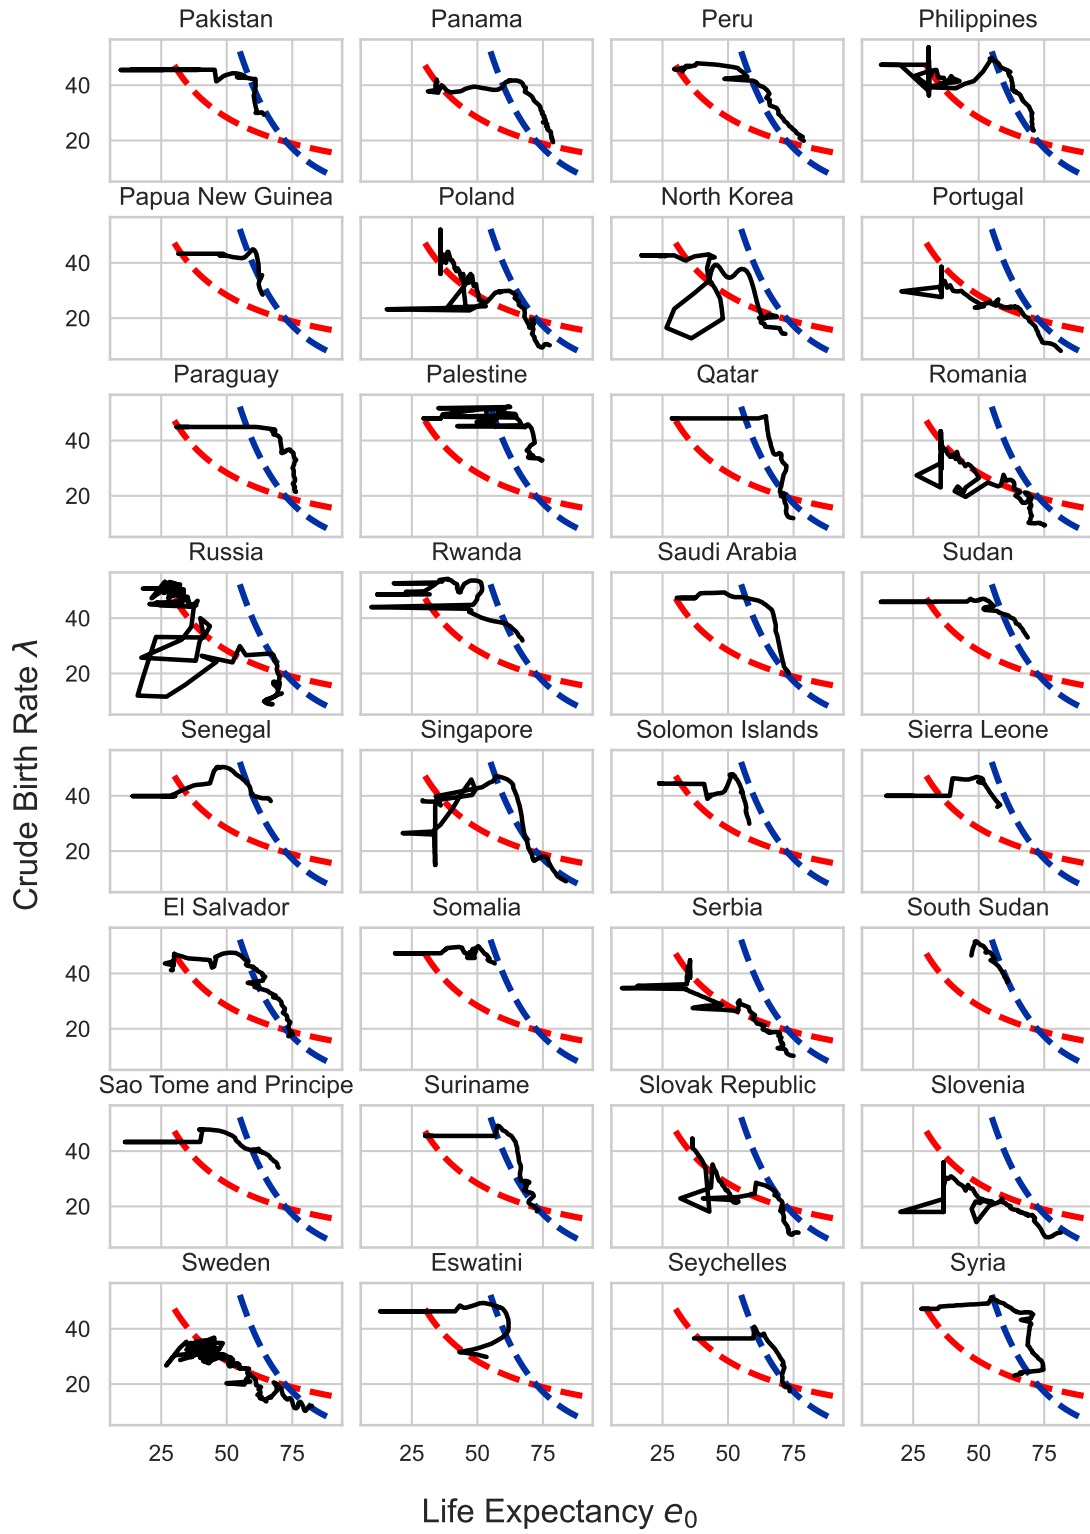 Pakistan Panama Peru Philippines
40
20
Papua New Guinea Poland North Korea Portugal
40
20
Paraguay Palestine Qatar Romania
40
20
Russia Rwanda Saudi Arabia Sudan
40
20
Senegal Singapore Solomon Islands Sierra Leone
40
20
El Salvador Somalia Serbia South Sudan
40
20
Sao Tome and Principe Suriname Slovak Republic Slovenia
40
20
Sweden Eswatini Seychelles Syria
40
20
25 50 75 25 50 75 25 50 75 25 50 75
Crude Birth Rate λ
Life Expectancy e₀